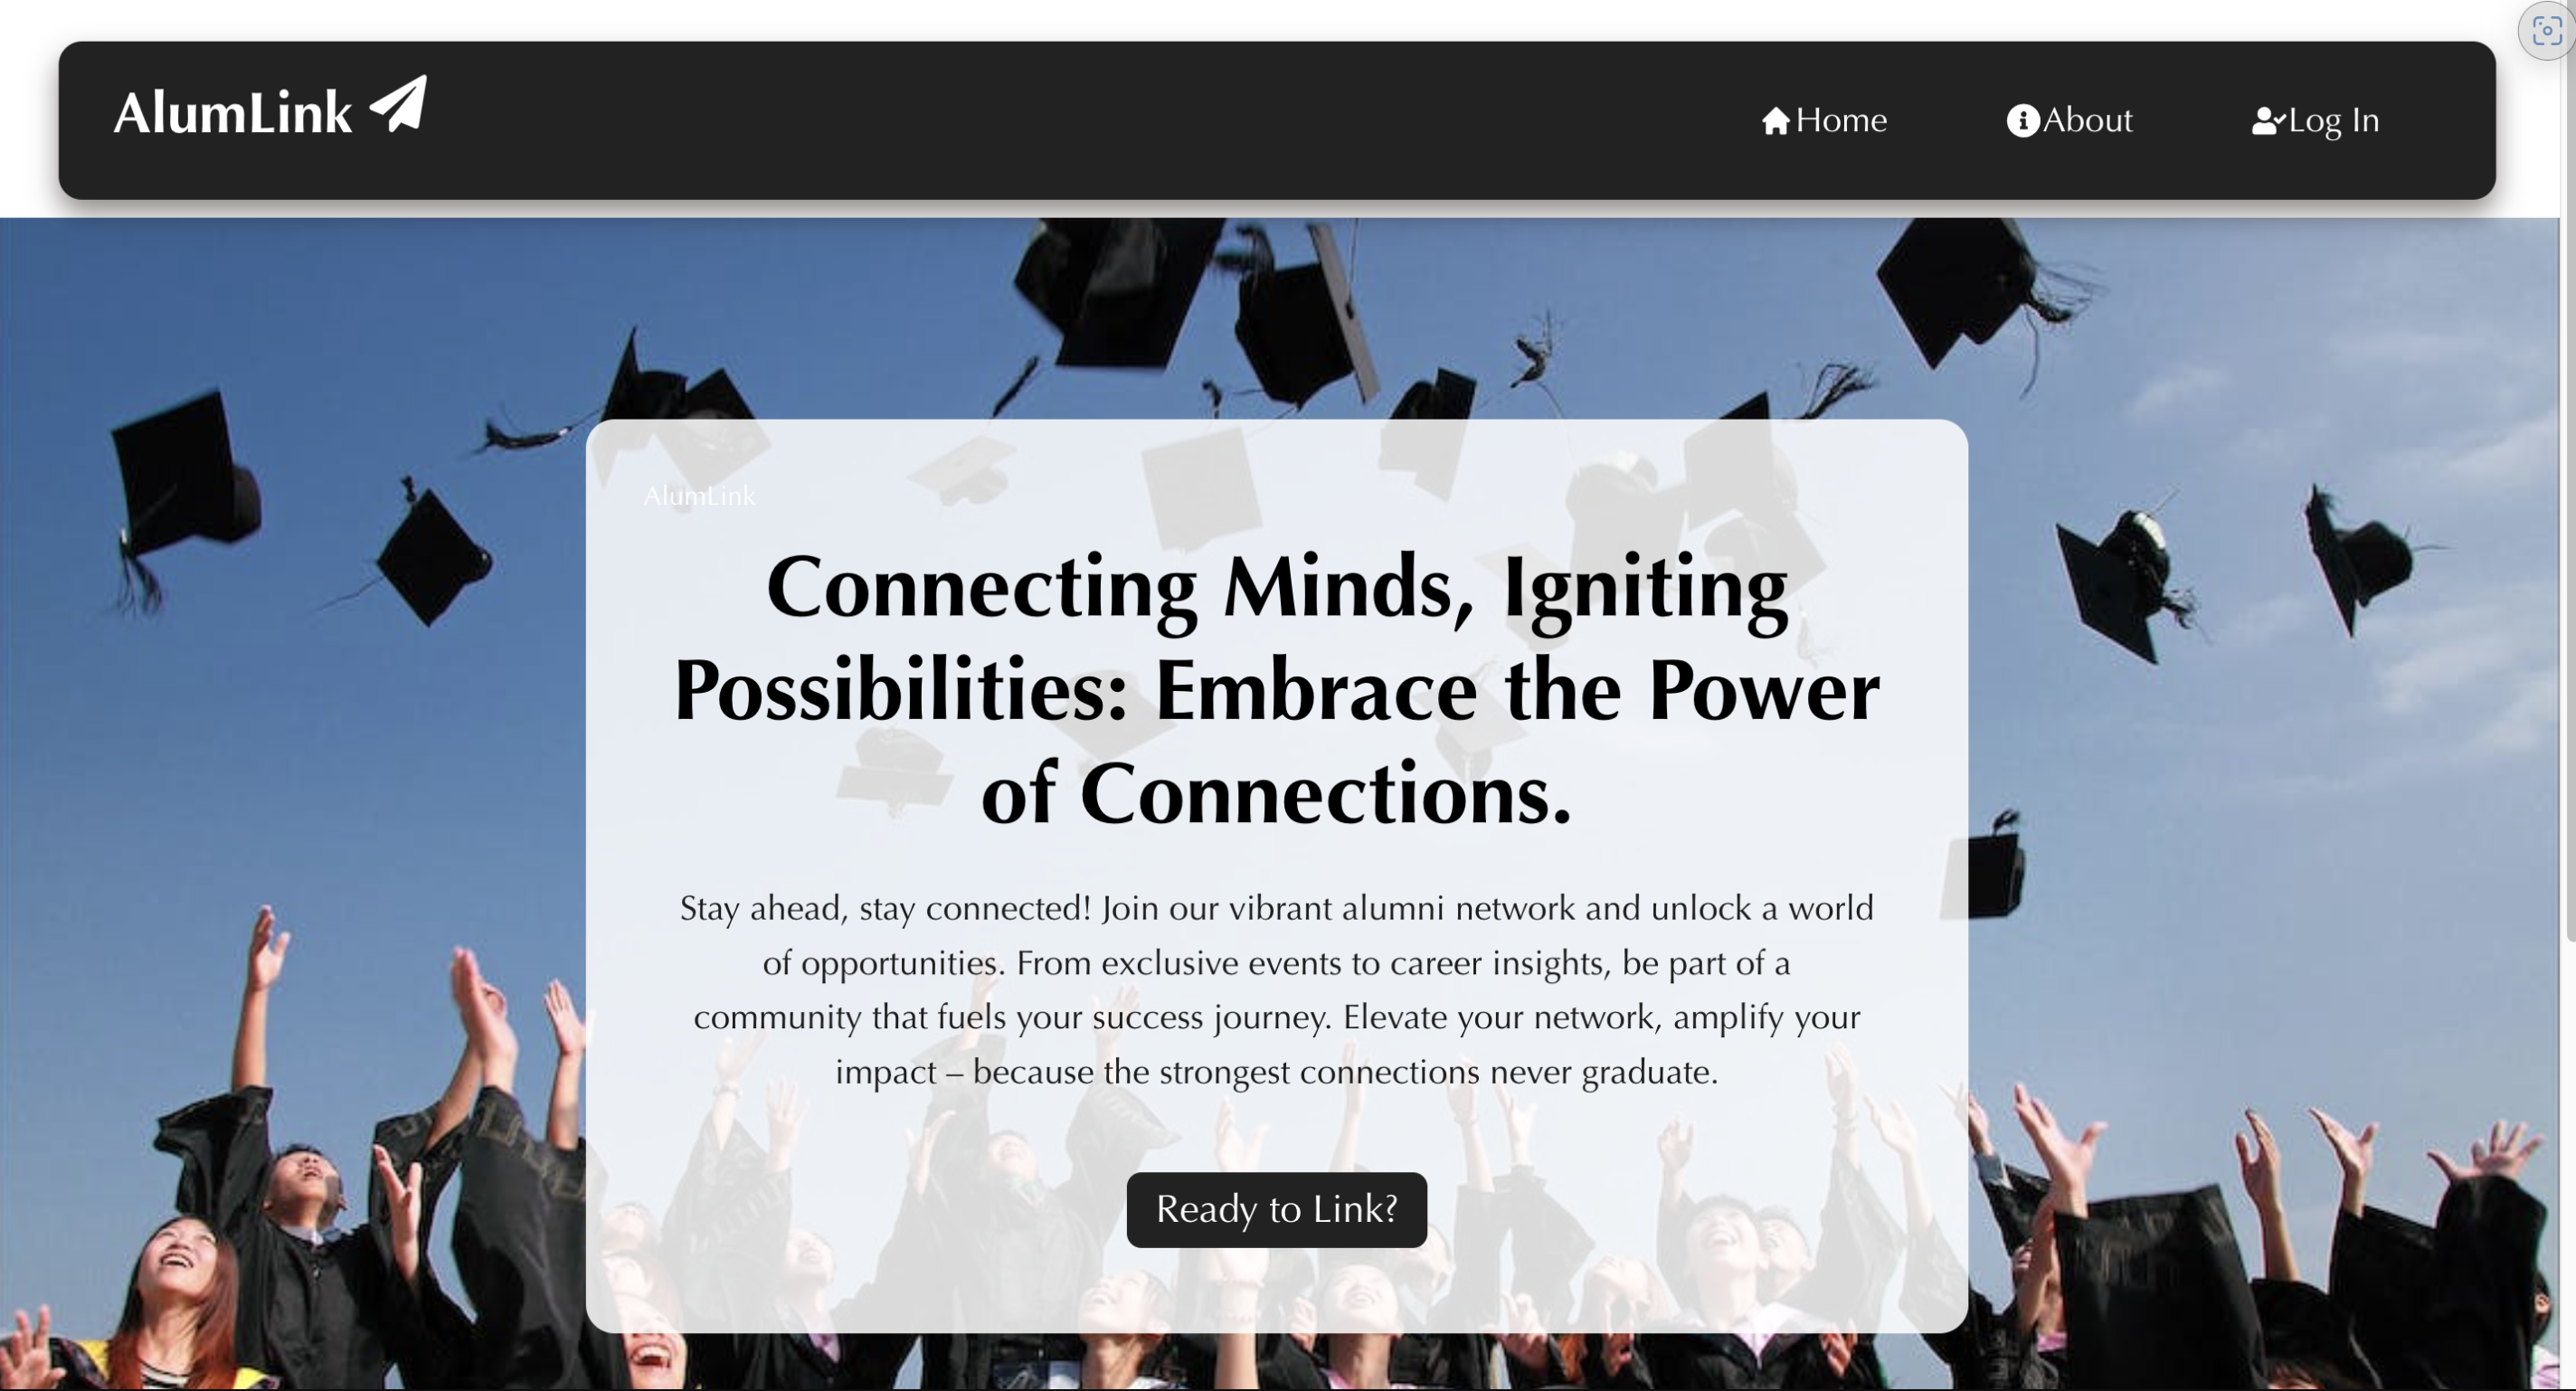 AlumLink
Home
About
Log In
AlumLink
Connecting Minds, Igniting
Possibilities: Embrace the Power
of Connections.
Stay ahead, stay connected! Join our vibrant alumni network and unlock a world
of opportunities. From exclusive events to career insights, be part of a
community that fuels your success journey. Elevate your network, amplify your
impact – because the strongest connections never graduate.
Ready to Link?